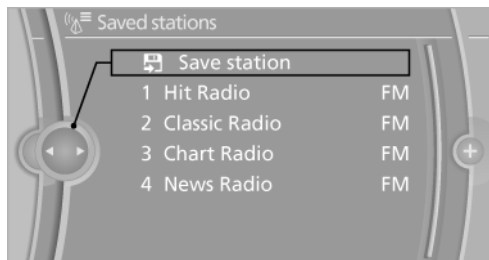 Saved stations
Save station
1 Hit Radio FM
2 Classic Radio FM
3 Chart Radio FM
4 News Radio FM